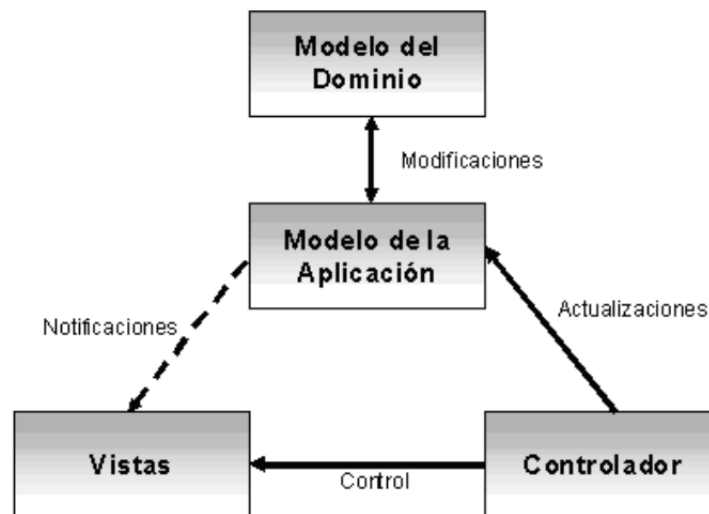 Modelo del
Dominio
Modificaciones
Modelo de la
Aplicación
Notificaciones
Actualizaciones
Vistas
Control
Controlador